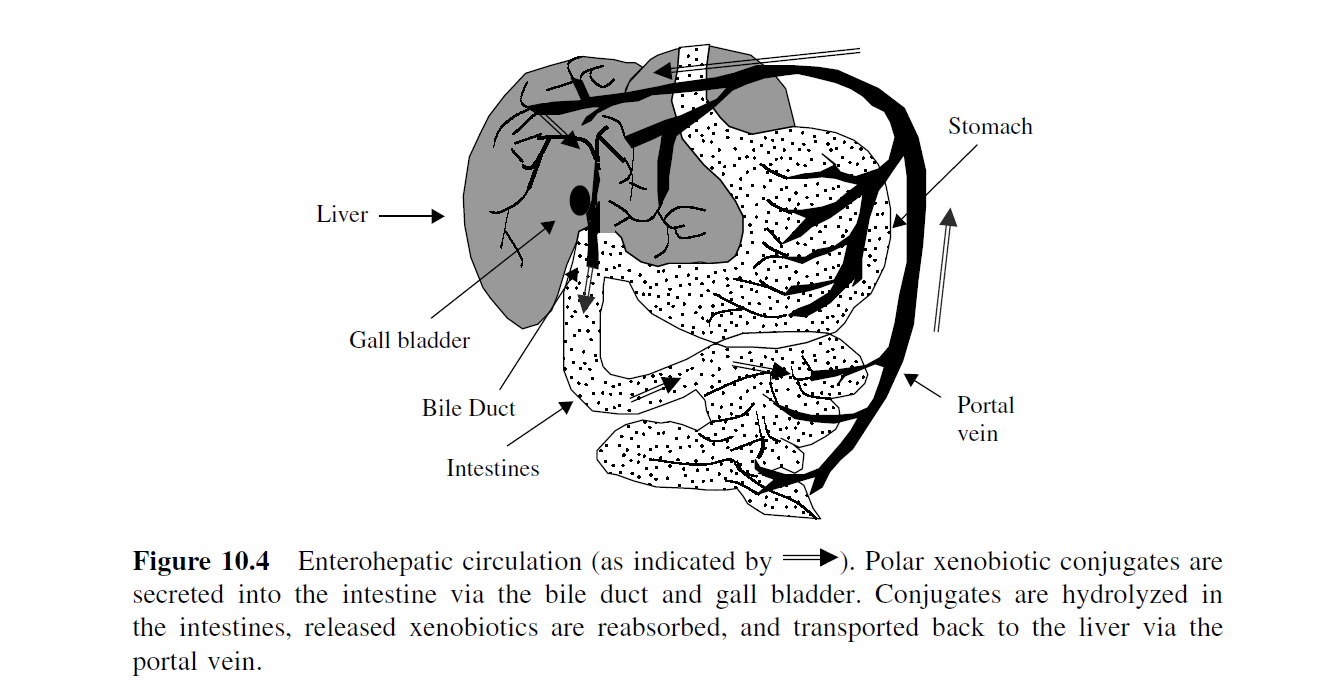 Stomach
Liver
Gall bladder
Bile Duct
Portal
vein
Intestines
Figure 10.4 Enterohepatic circulation (as indicated by ). Polar xenobiotic conjugates are
secreted into the intestine via the bile duct and gall bladder. Conjugates are hydrolyzed in
the intestines, released xenobiotics are reabsorbed, and transported back to the liver via the
portal vein.